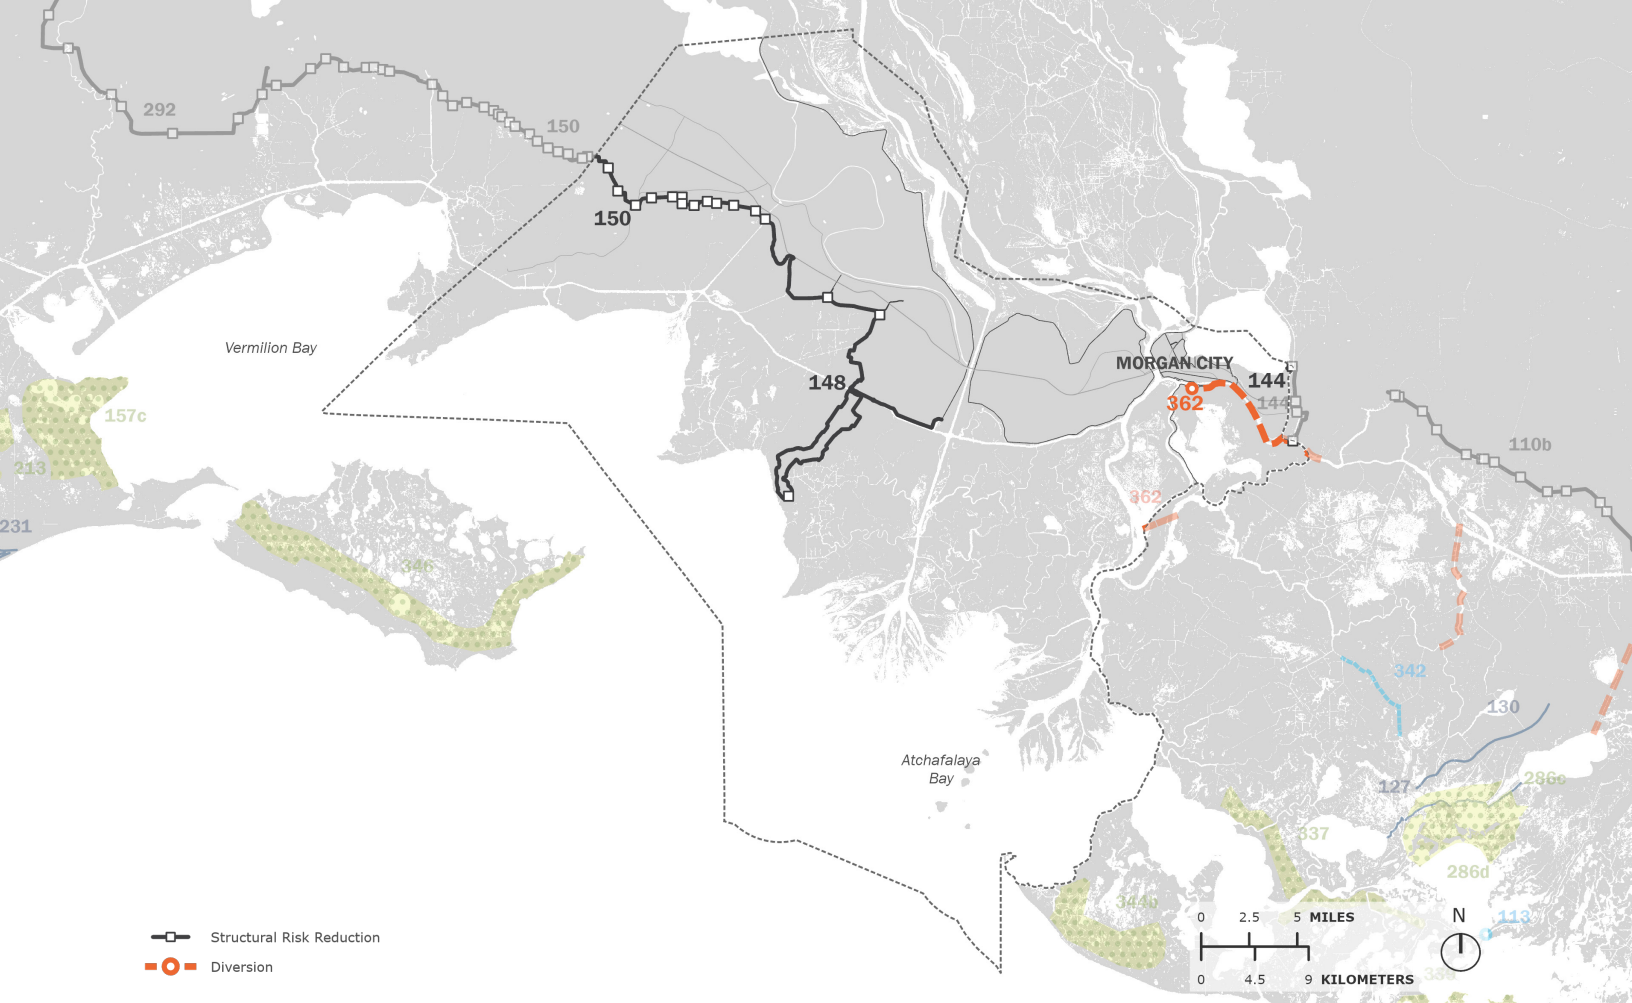 292
150
150
Vermilion Bay
148
MORGAN CITY
144
144
362
157c
110b
213
362
231
346
342
130
Atchafalaya
Bay
127
286c
337
286d
344b
113
0 2.5 5 MILES
N
0 4.5 9 KILOMETERS
Structural Risk Reduction
Diversion